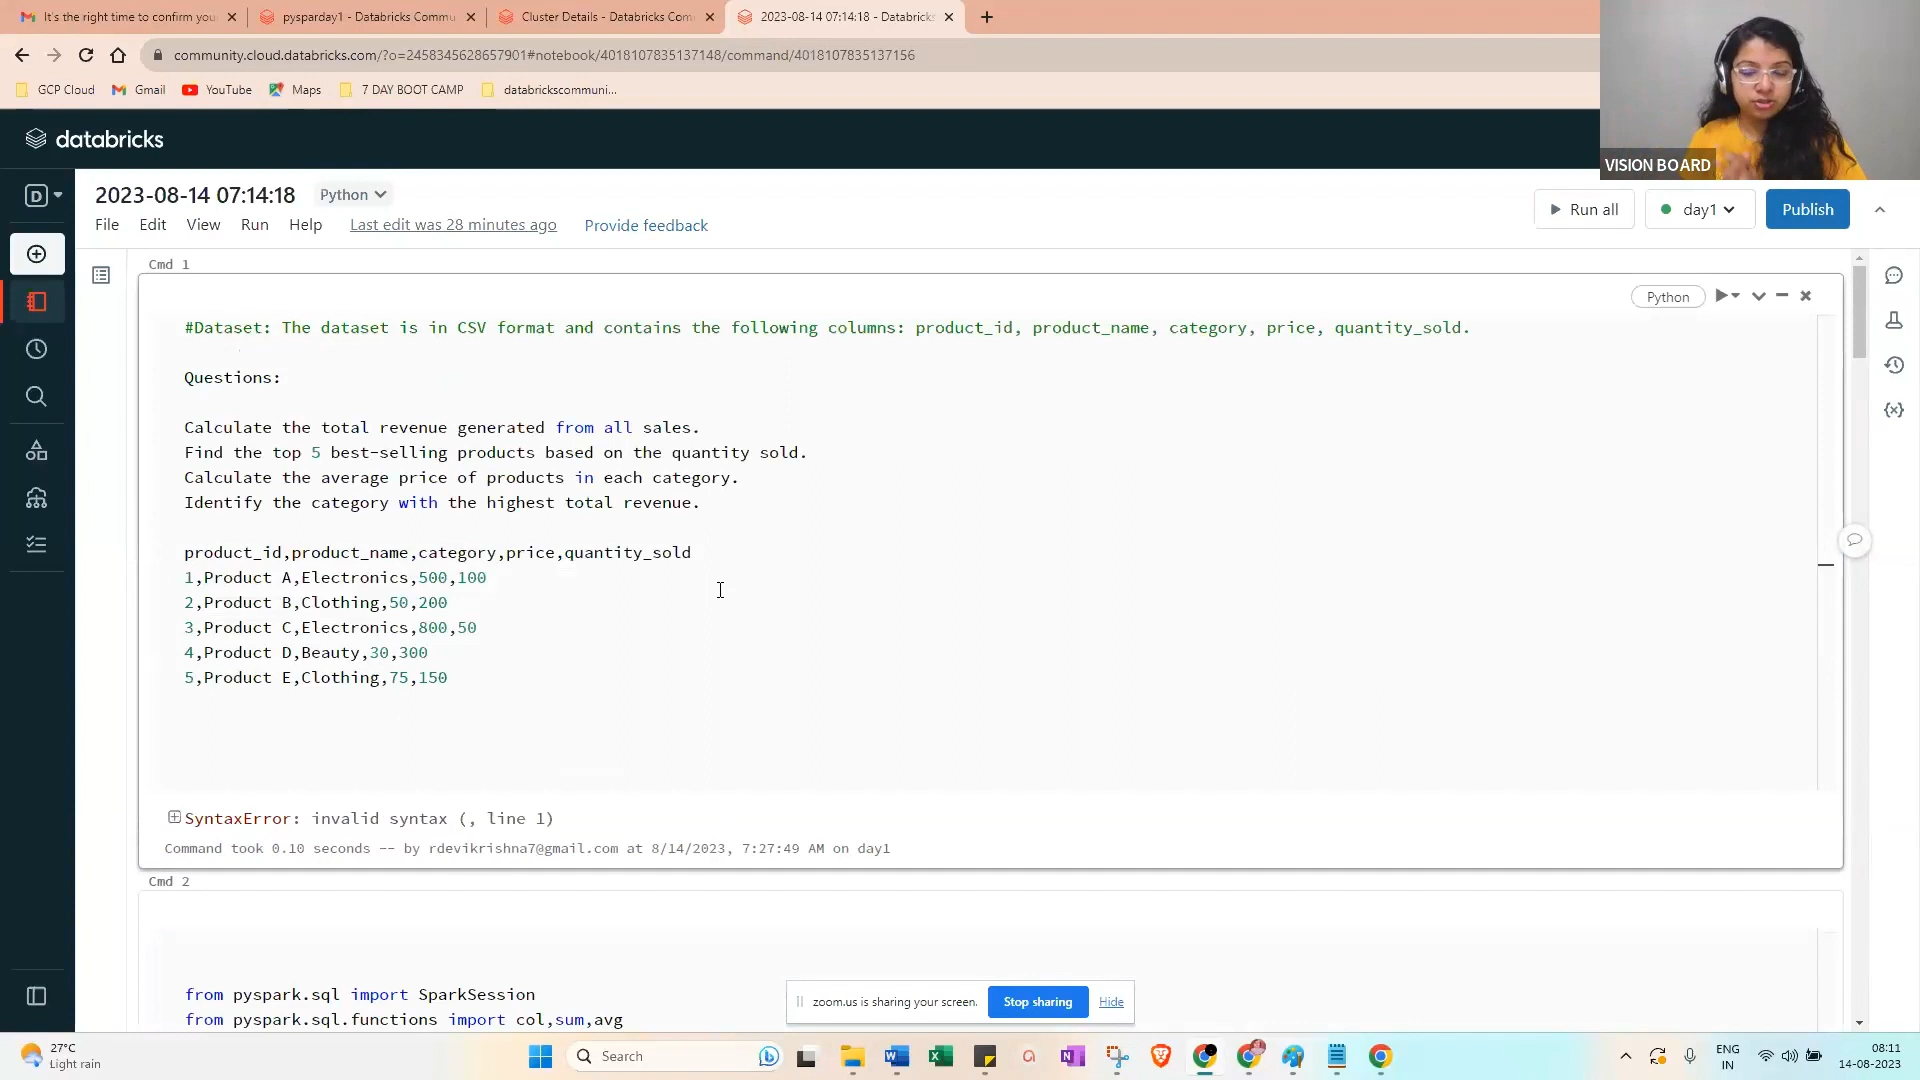 It's the right time to confirm you
pysparday1 - Databricks Commu
Cluster Details - Databricks Com
2023-08-14 07:14:18 - Databricks
community.cloud.databricks.com/?o=2458345628657901#notebook/4018107835137148/command/4018107835137156
GCP Cloud
Gmail
YouTube
Maps
7 DAY BOOT CAMP
databrickscommuni...
VISION BOARD
databricks
D
2023-08-14 07:14:18
Python
File
Edit
View
Run
Help
Last edit was 28 minutes ago
Provide feedback
Run all
day1
Publish
Cmd 1
Python
#Dataset: The dataset is in CSV format and contains the following columns: product_id, product_name, category, price, quantity_sold.
Questions:
Calculate the total revenue generated from all sales.
Find the top 5 best-selling products based on the quantity sold.
Calculate the average price of products in each category.
Identify the category with the highest total revenue.
product_id,product_name,category,price,quantity_sold
1,Product A,Electronics,500,100
2,Product B,Clothing,50,200
3,Product C,Electronics,800,50
4,Product D,Beauty,30,300
5,Product E,Clothing,75,150
SyntaxError: invalid syntax (, line 1)
Command took 0.10 seconds -- by rdevikrishna7@gmail.com at 8/14/2023, 7:27:49 AM on day1
Cmd 2
from pyspark.sql import SparkSession
from pyspark.sql.functions import col,sum,avg
zoom.us is sharing your screen.
Stop sharing
Hide
27°C
Light rain
Search
ENG
IN
08:11
14-08-2023